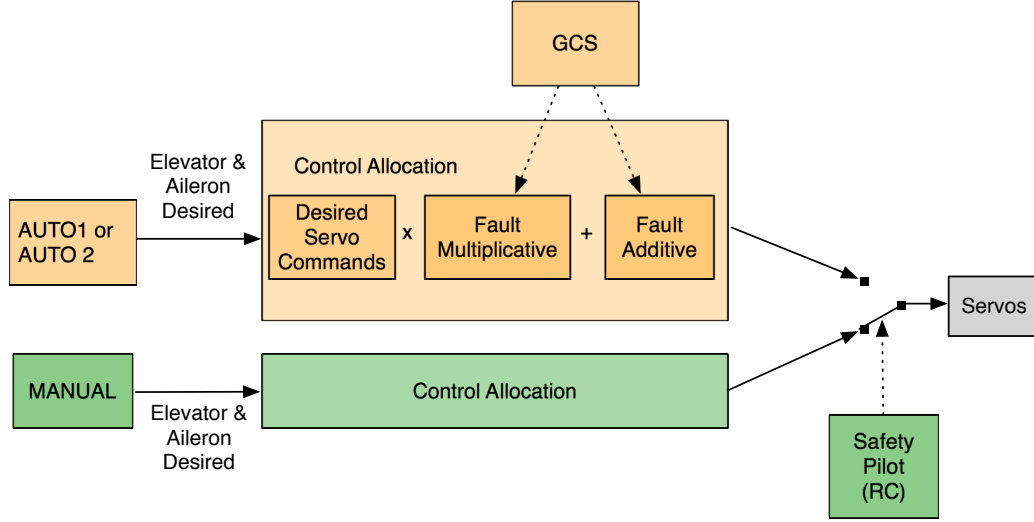 GCS
Elevator &
Aileron
Desired
Control Allocation
AUTO1 or
AUTO 2
Desired
Servo
Commands
x
Fault
Multiplicative
+
Fault
Additive
Servos
MANUAL
Control Allocation
Elevator &
Aileron
Desired
Safety
Pilot
(RC)